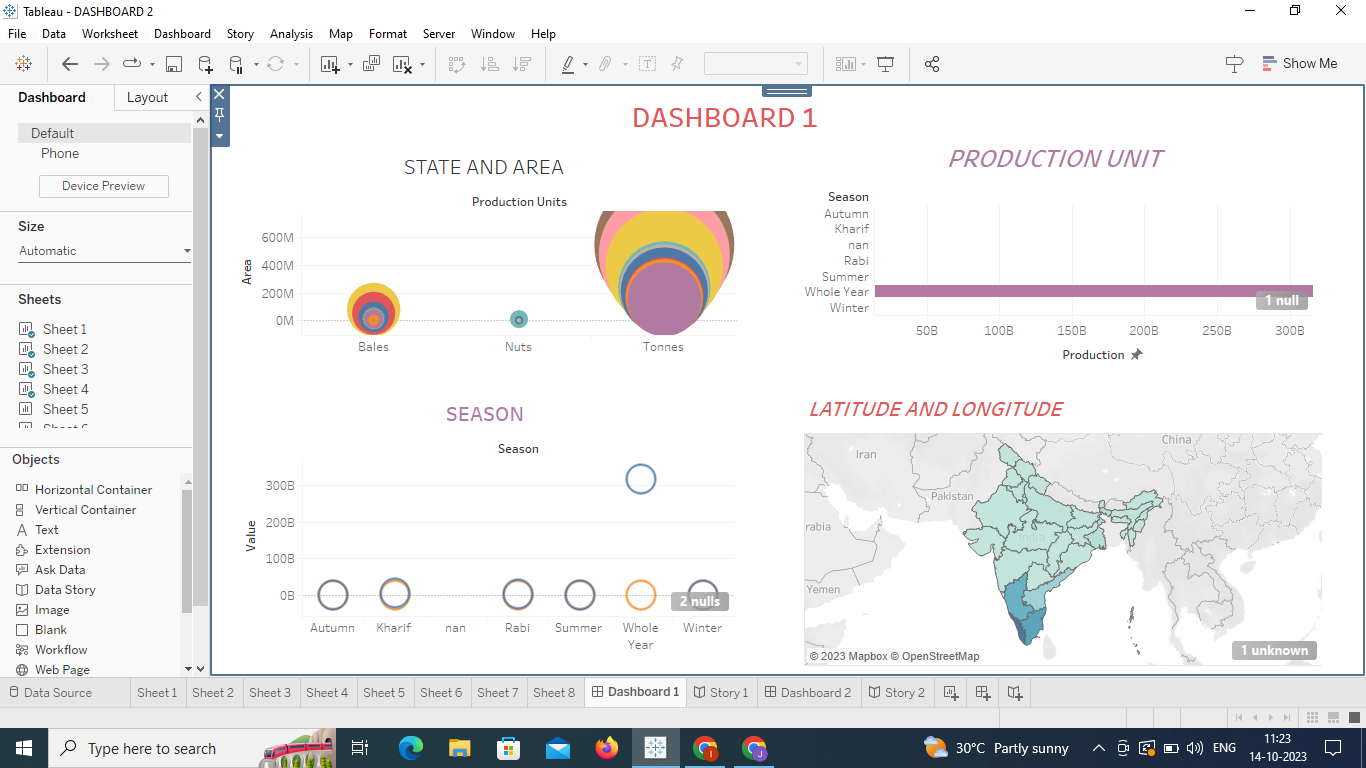 Tableau - DASHBOARD 2
File Data Worksheet Dashboard Story Analysis Map Format Server Window Help
Show Me
Dashboard Layout
Default
Phone
Device Preview
Size
Automatic
Sheets
Sheet 1
Sheet 2
Sheet 3
Sheet 4
Sheet 5
Objects
Horizontal Container
Vertical Container
Text
Extension
Ask Data
Data Story
Image
Blank
Workflow
Web Page
DASHBOARD 1
STATE AND AREA
Production Units
Area
600M
400M
200M
0M
Bales Nuts Tonnes
PRODUCTION UNIT
Season
Autumn
Kharif
nan
Rabi
Summer
Whole Year
Winter
1 null
50B 100B 150B 200B 250B 300B
Production
SEASON
Season
Value
300B
200B
100B
0B
2 nulls
Autumn Kharif nan Rabi Summer Whole Winter
Year
LATITUDE AND LONGITUDE
China
Iran
Pakistan
rabia
India
Yemen
© 2023 Mapbox © OpenStreetMap
1 unknown
Data Source Sheet 1 Sheet 2 Sheet 3 Sheet 4 Sheet 5 Sheet 6 Sheet 7 Sheet 8 Dashboard 1 Story 1 Dashboard 2 Story 2
Type here to search
30°C Partly sunny
ENG
11:23
14-10-2023